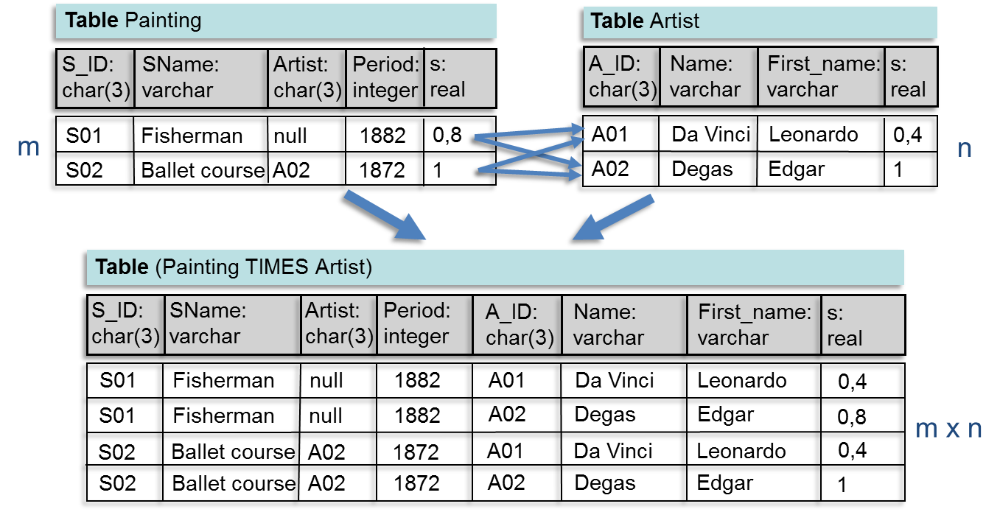 Table Painting
S_ID: char(3) SName: varchar Artist: char(3) Period: integer s: real
S01 Fisherman null 1882 0,8
S02 Ballet course A02 1872 1
m
Table Artist
A_ID: char(3) Name: varchar First_name: varchar s: real
A01 Da Vinci Leonardo 0,4
A02 Degas Edgar 1
n
Table (Painting TIMES Artist)
S_ID: char(3) SName: varchar Artist: char(3) Period: integer A_ID: char(3) Name: varchar First_name: varchar s: real
S01 Fisherman null 1882 A01 Da Vinci Leonardo 0,4
S01 Fisherman null 1882 A02 Degas Edgar 0,8
S02 Ballet course A02 1872 A01 Da Vinci Leonardo 0,4
S02 Ballet course A02 1872 A02 Degas Edgar 1
m x n